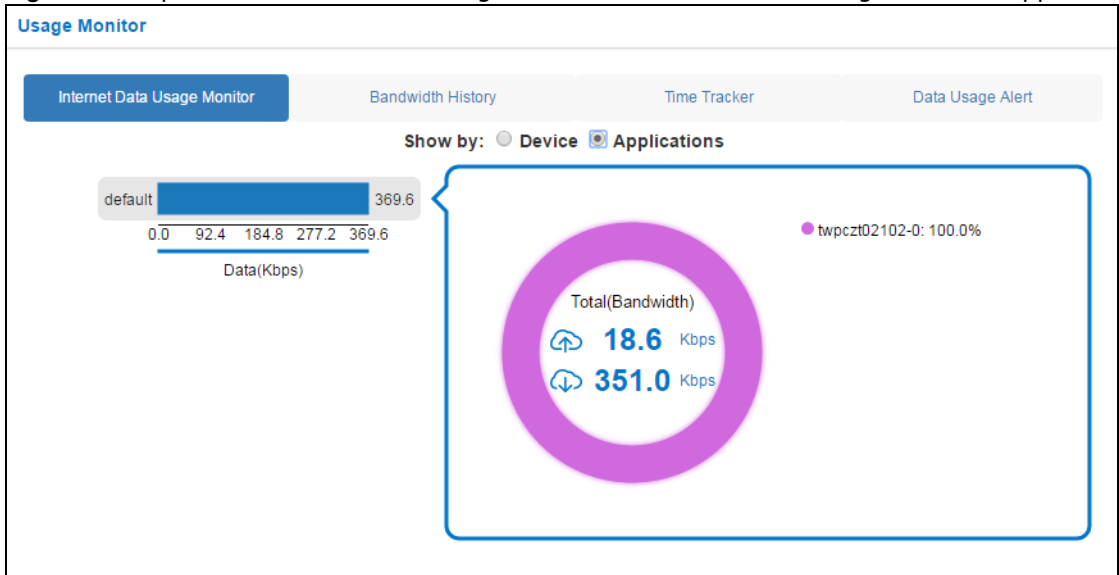 Usage Monitor
Internet Data Usage Monitor Bandwidth History Time Tracker Data Usage Alert
Show by: Device Applications
default 369.6
0.0 92.4 184.8 277.2 369.6
Data(Kbps)
twpczt02102-0: 100.0%
Total(Bandwidth)
18.6 Kbps
351.0 Kbps